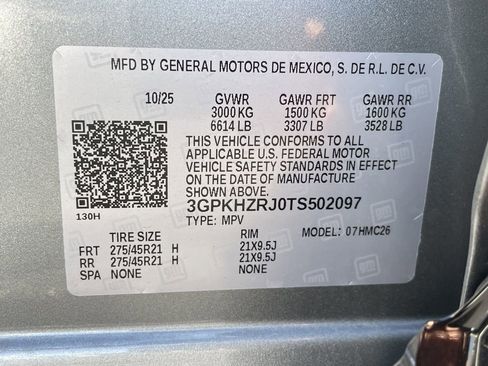 MFD BY GENERAL MOTORS DE MEXICO, S. DE R.L. DE C.V.
10/25 GVWR GAWR FRT GAWR RR
3000 KG 1500 KG 1600 KG
6614 LB 3307 LB 3528 LB
THIS VEHICLE CONFORMS TO ALL
APPLICABLE U.S. FEDERAL MOTOR
VEHICLE SAFETY STANDARDS IN EFFECT
ON THE DATE OF MANUFACTURE
SHOWN ABOVE.
130H
3GPKHZRJ0TS502097
TYPE: MPV MODEL: 07HMC26
TIRE SIZE RIM
FRT 275/45R21 H 21X9.5J
RR 275/45R21 H 21X9.5J
SPA NONE NONE